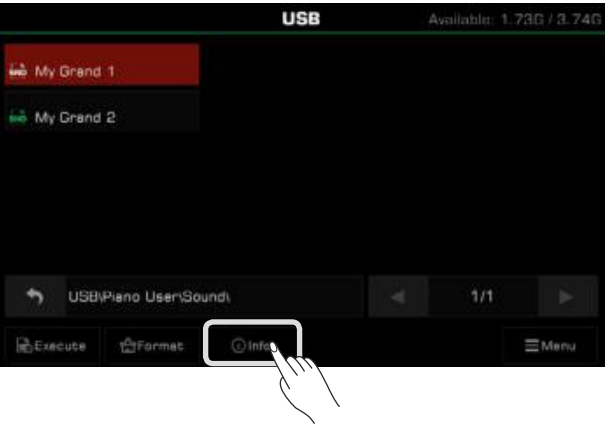 USB
Available: 1.73G / 3.74G
My Grand 1
My Grand 2
USB\Piano User\Sound\
1/1
Execute
Format
Info
Menu